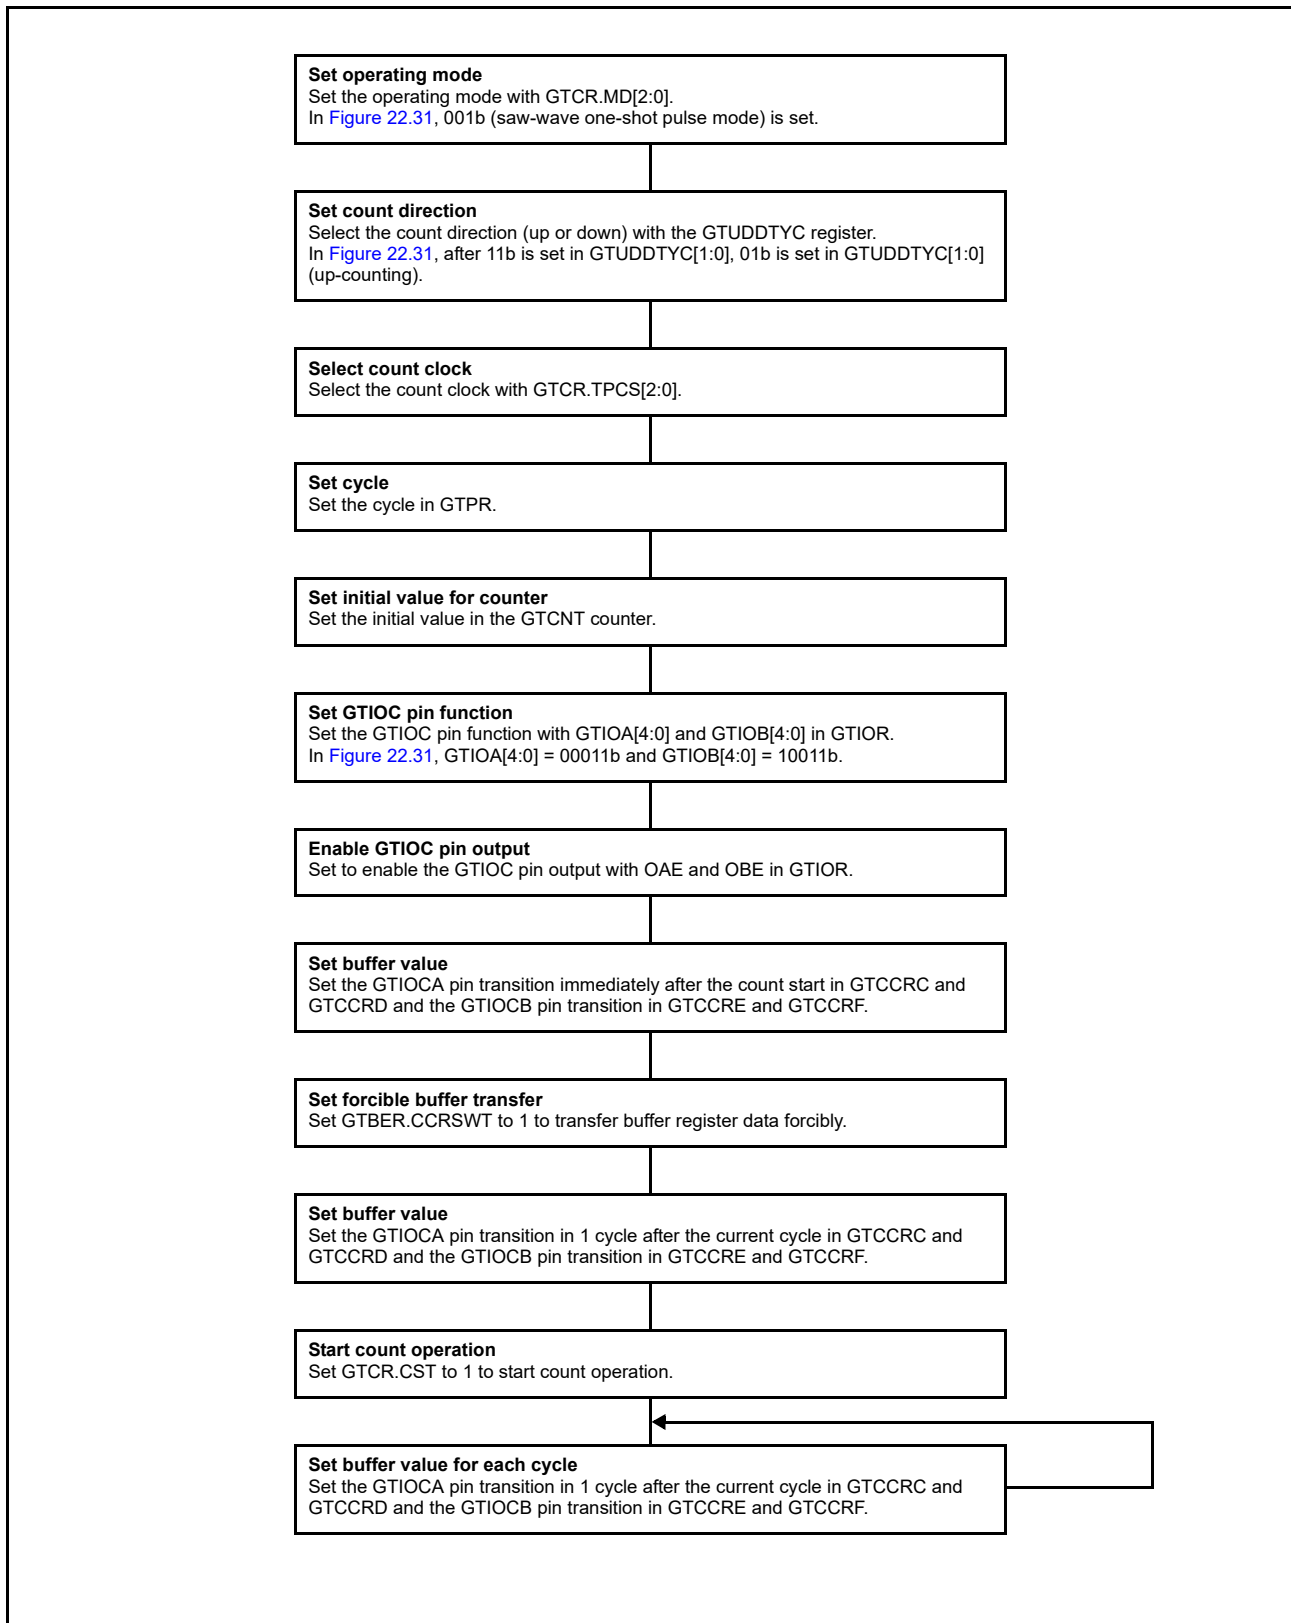 Set operating mode
Set the operating mode with GTCR.MD[2:0].
In Figure 22.31, 001b (saw-wave one-shot pulse mode) is set.
Set count direction
Select the count direction (up or down) with the GTUDDTYC register.
In Figure 22.31, after 11b is set in GTUDDTYC[1:0], 01b is set in GTUDDTYC[1:0]
(up-counting).
Select count clock
Select the count clock with GTCR.TPCS[2:0].
Set cycle
Set the cycle in GTPR.
Set initial value for counter
Set the initial value in the GTCNT counter.
Set GTIOC pin function
Set the GTIOC pin function with GTIOA[4:0] and GTIOB[4:0] in GTIOR.
In Figure 22.31, GTIOA[4:0] = 00011b and GTIOB[4:0] = 10011b.
Enable GTIOC pin output
Set to enable the GTIOC pin output with OAE and OBE in GTIOR.
Set buffer value
Set the GTIOCA pin transition immediately after the count start in GTCCRC and
GTCCRD and the GTIOCB pin transition in GTCCRE and GTCCRF.
Set forcible buffer transfer
Set GTBER.CCRSWT to 1 to transfer buffer register data forcibly.
Set buffer value
Set the GTIOCA pin transition in 1 cycle after the current cycle in GTCCRC and
GTCCRD and the GTIOCB pin transition in GTCCRE and GTCCRF.
Start count operation
Set GTCR.CST to 1 to start count operation.
Set buffer value for each cycle
Set the GTIOCA pin transition in 1 cycle after the current cycle in GTCCRC and
GTCCRD and the GTIOCB pin transition in GTCCRE and GTCCRF.